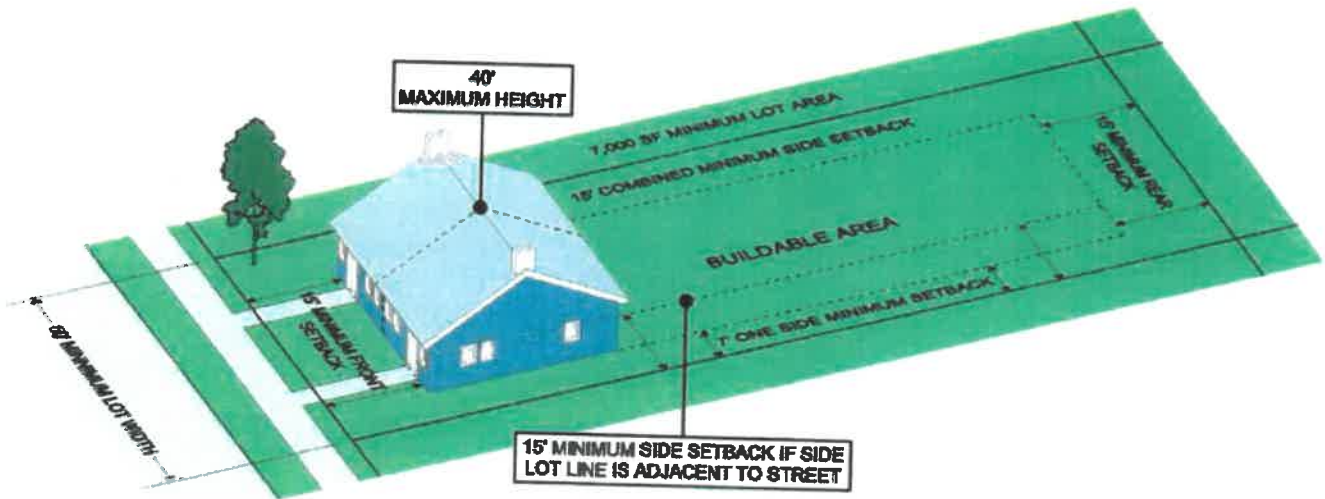 40'
MAXIMUM HEIGHT
7,000 SF MINIMUM LOT AREA
15' COMBINED MINIMUM SIDE SETBACK
15' MINIMUM REAR
SETBACK
BUILDABLE AREA
15' MINIMUM FRONT
SETBACK
ONE SIDE MINIMUM SETBACK
60' MINIMUM LOT WIDTH
15' MINIMUM SIDE SETBACK IF SIDE
LOT LINE IS ADJACENT TO STREET